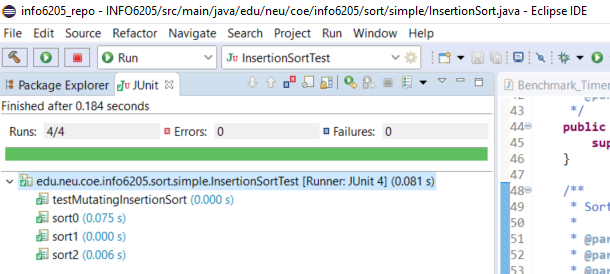 info6205_repo - INFO6205/src/main/java/edu/neu/coe/info6205/sort/simple/InsertionSort.java - Eclipse IDE
File Edit Source Refactor Navigate Search Project Run Window Help
Run InsertionSortTest
Package Explorer JUnit
Finished after 0.184 seconds
Runs: 4/4 Errors: 0 Failures: 0
edu.neu.coe.info6205.sort.simple.InsertionSortTest [Runner: JUnit 4] (0.081 s)
testMutatingInsertionSort (0.000 s)
sort0 (0.075 s)
sort1 (0.000 s)
sort2 (0.006 s)
Benchmark_Timer
43 */
44 public
45 sup
46 }
47
48 /**
49 * Sort
50 *
51 * @par
52 * @par
53 * @par